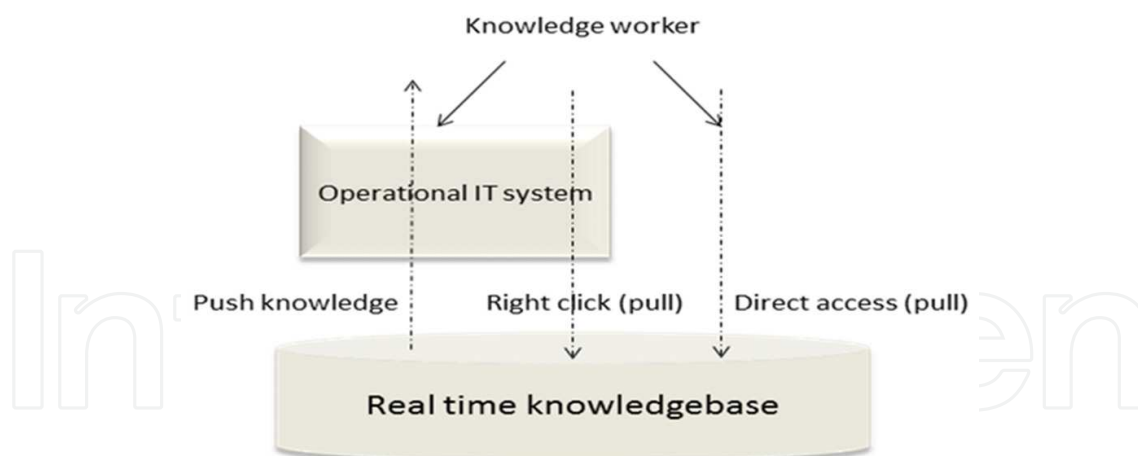 Knowledge worker
Operational IT system
Push knowledge
Right click (pull)
Direct access (pull)
Real time knowledgebase